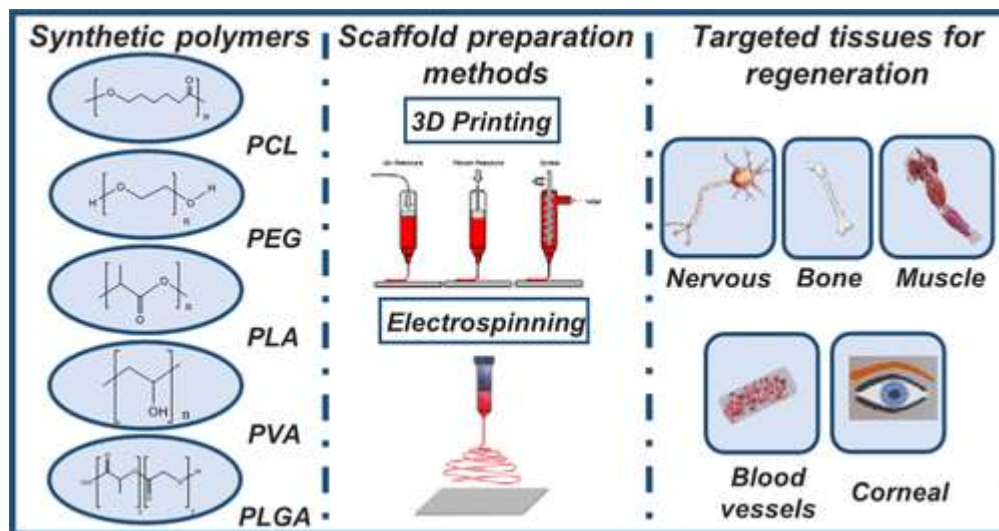 Synthetic polymers
PCL
PEG
PLA
PVA
PLGA
Scaffold preparation
methods
3D Printing
Electrospinning
Targeted tissues for
regeneration
Nervous
Bone
Muscle
Blood
vessels
Corneal